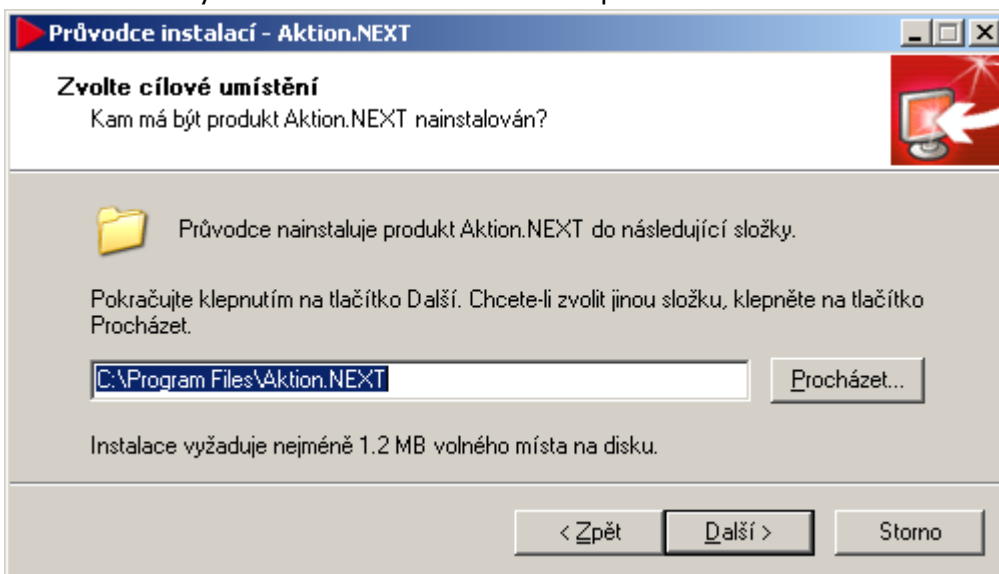 Průvodce instalací - Aktion.NEXT
Zvolte cílové umístění
Kam má být produkt Aktion.NEXT nainstalován?
Průvodce nainstaluje produkt Aktion.NEXT do následující složky.
Pokračujte klepnutím na tlačítko Další. Chcete-li zvolit jinou složku, klepněte na tlačítko
Procházet.
C:\Program Files\Aktion.NEXT
Procházet...
Instalace vyžaduje nejméně 1.2 MB volného místa na disku.
< Zpět
Další >
Storno